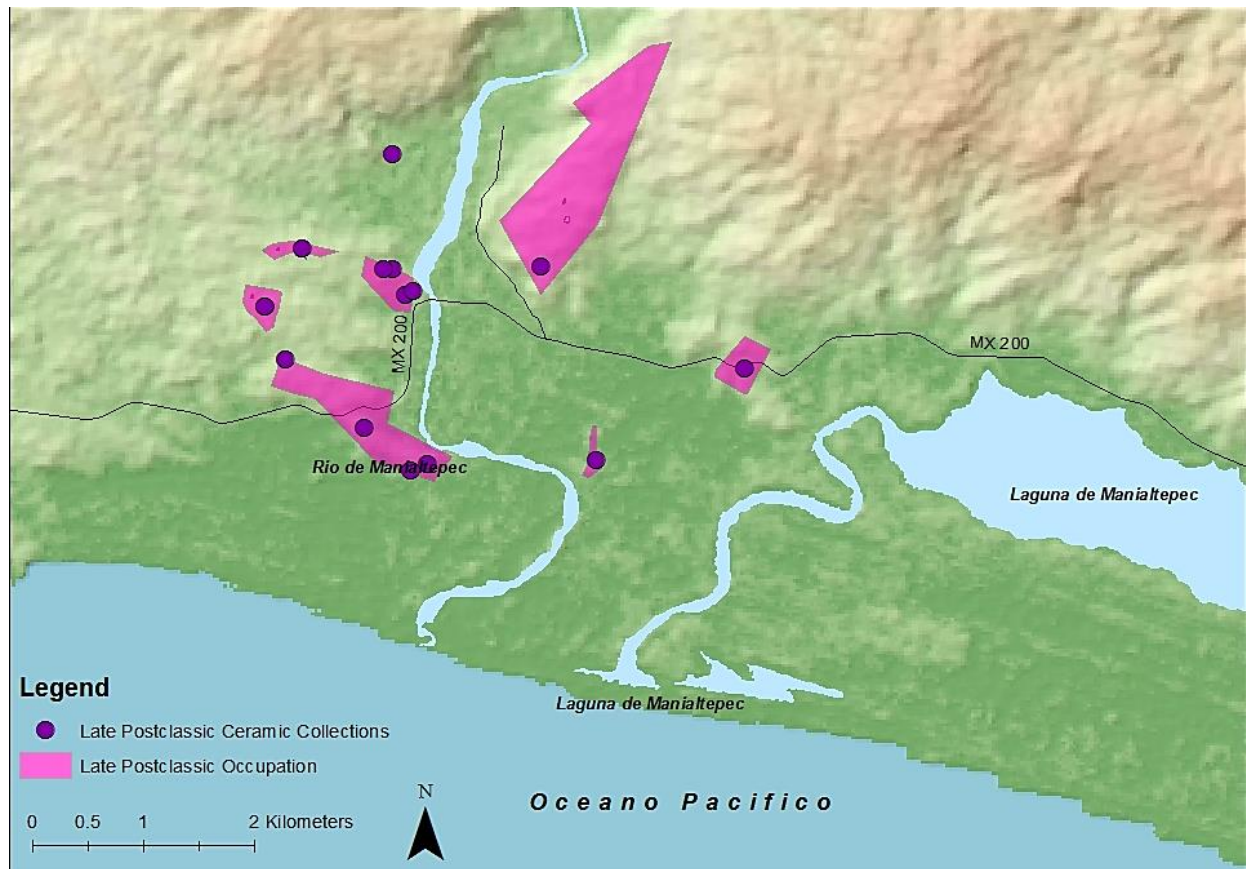 MX 200
MX 200
Rio de Manialtepec
Laguna de Manialtepec
Laguna de Manialtepec
Oceano Pacifico
Legend
Late Postclassic Ceramic Collections
Late Postclassic Occupation
N
0 0.5 1 2 Kilometers